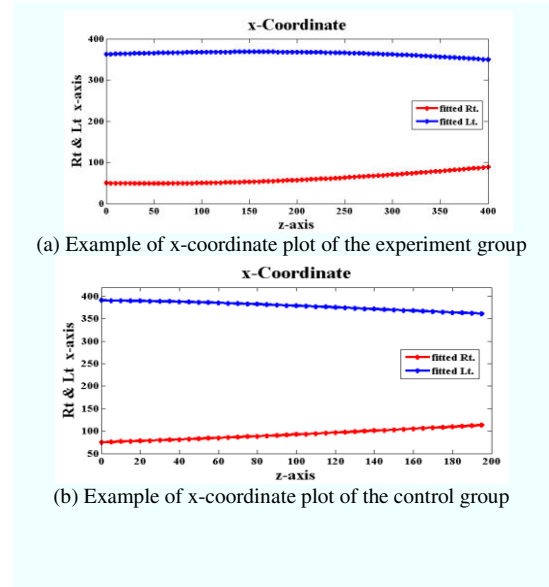 x-Coordinate
400
300
200
100
0
Rt & Lt x-axis
fitted Rt.
fitted Lt.
0 50 100 150 200 250 300 350 400
z-axis
(a) Example of x-coordinate plot of the experiment group
x-Coordinate
400
350
300
250
200
150
100
50
Rt & Lt x-axis
fitted Rt.
fitted Lt.
0 20 40 60 80 100 120 140 160 180 200
z-axis
(b) Example of x-coordinate plot of the control group